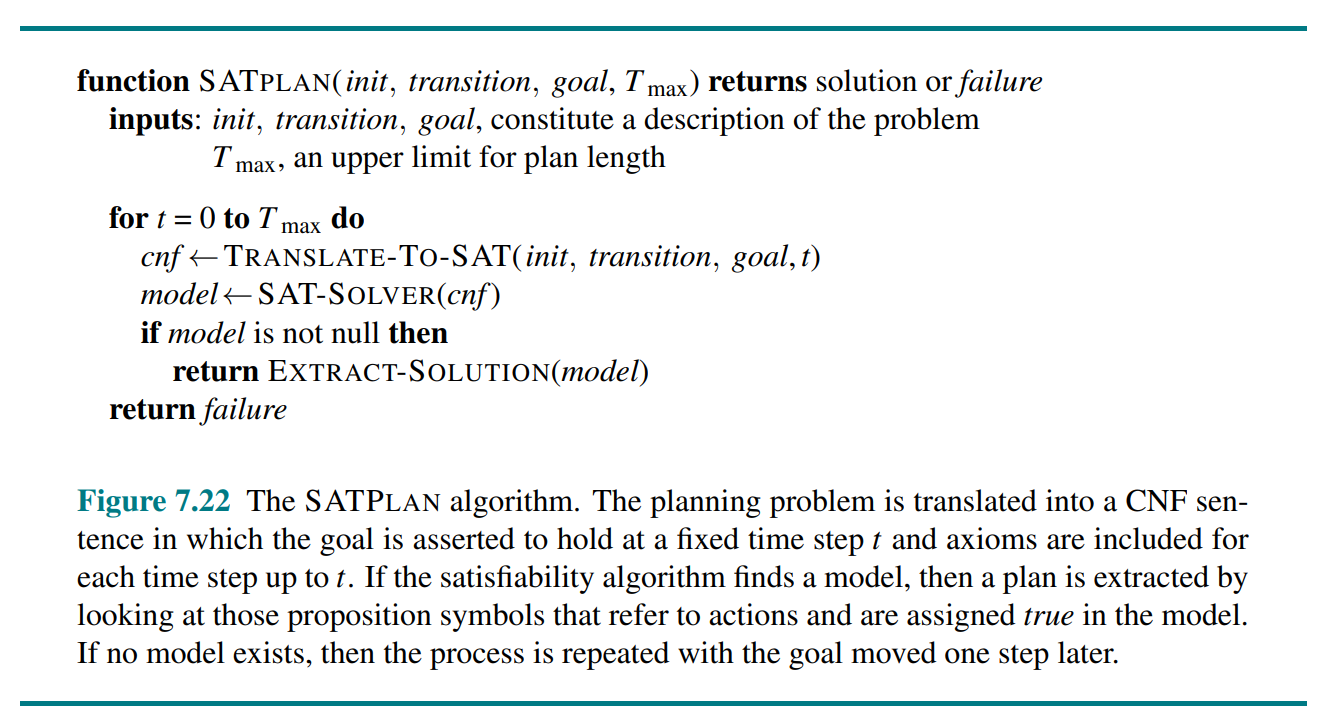 function SATPLAN(init, transition, goal, T max) returns solution or failure
inputs: init, transition, goal, constitute a description of the problem
T max, an upper limit for plan length
for t = 0 to T max do
cnf ← TRANSLATE-TO-SAT(init, transition, goal, t)
model ← SAT-SOLVER(cnf)
if model is not null then
return EXTRACT-SOLUTION(model)
return failure
Figure 7.22 The SATPLAN algorithm. The planning problem is translated into a CNF sen-
tence in which the goal is asserted to hold at a fixed time step t and axioms are included for
each time step up to t. If the satisfiability algorithm finds a model, then a plan is extracted by
looking at those proposition symbols that refer to actions and are assigned true in the model.
If no model exists, then the process is repeated with the goal moved one step later.